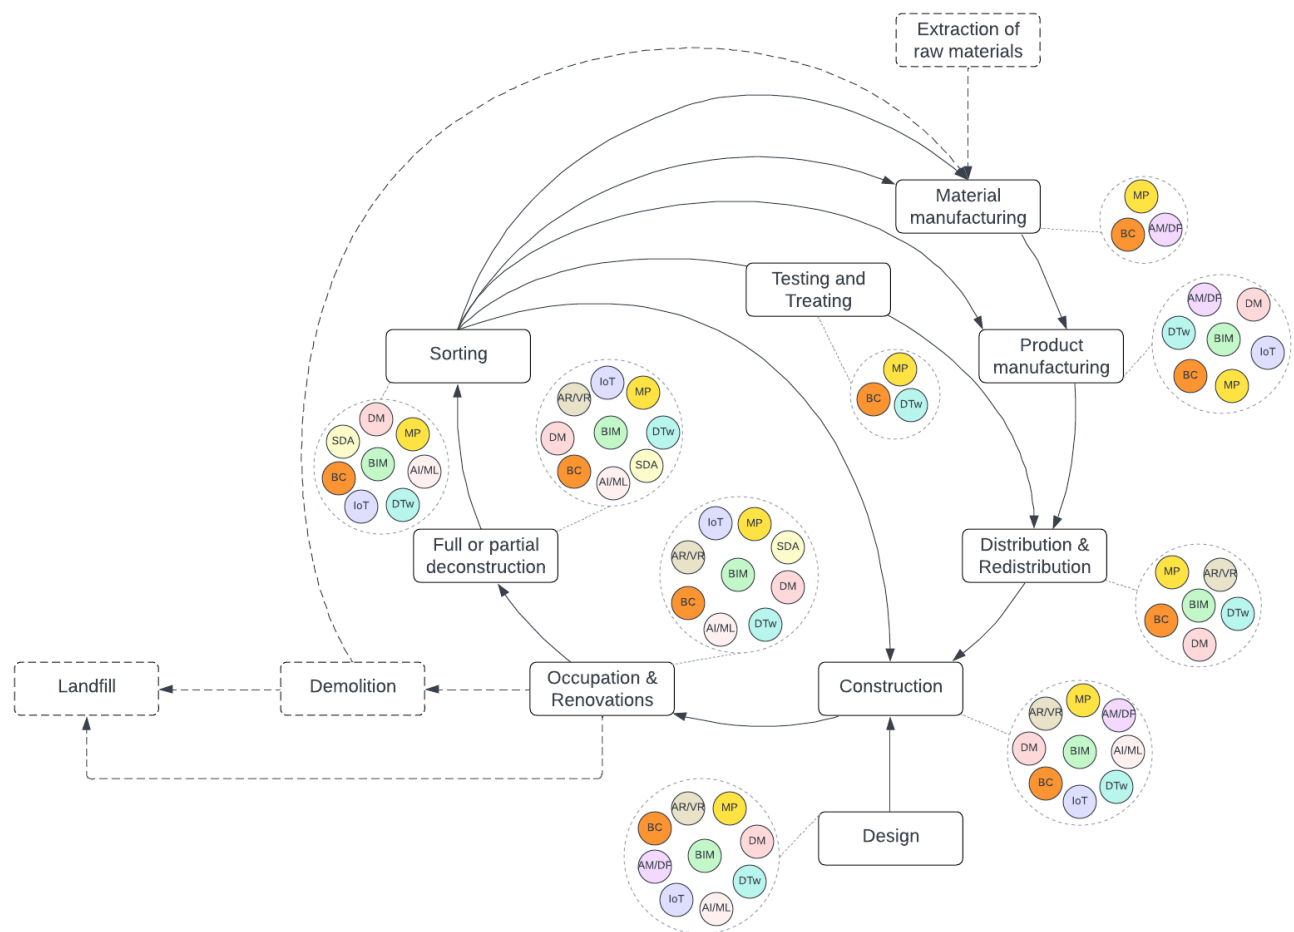 Extraction of
raw materials
Material
manufacturing
MP
BC
AM/DF
Testing and
Treating
MP
BC
DTw
Product
manufacturing
AM/DF
DM
DTw
BIM
IoT
BC
MP
Sorting
DM
SDA
MP
BIM
AI/ML
BC
IoT
DTw
IoT
AR/VR
MP
DM
BIM
DTw
BC
SDA
AI/ML
Full or partial
deconstruction
IoT
MP
SDA
AR/VR
BIM
DM
BC
AI/ML
DTw
Distribution &
Redistribution
MP
AR/VR
BIM
BC
DTw
DM
Landfill
Demolition
Occupation &
Renovations
Construction
MP
AR/VR
AM/DF
DM
BIM
AI/ML
BC
DTw
IoT
Design
AR/VR
MP
BC
DM
BIM
AM/DF
DTw
IoT
AI/ML